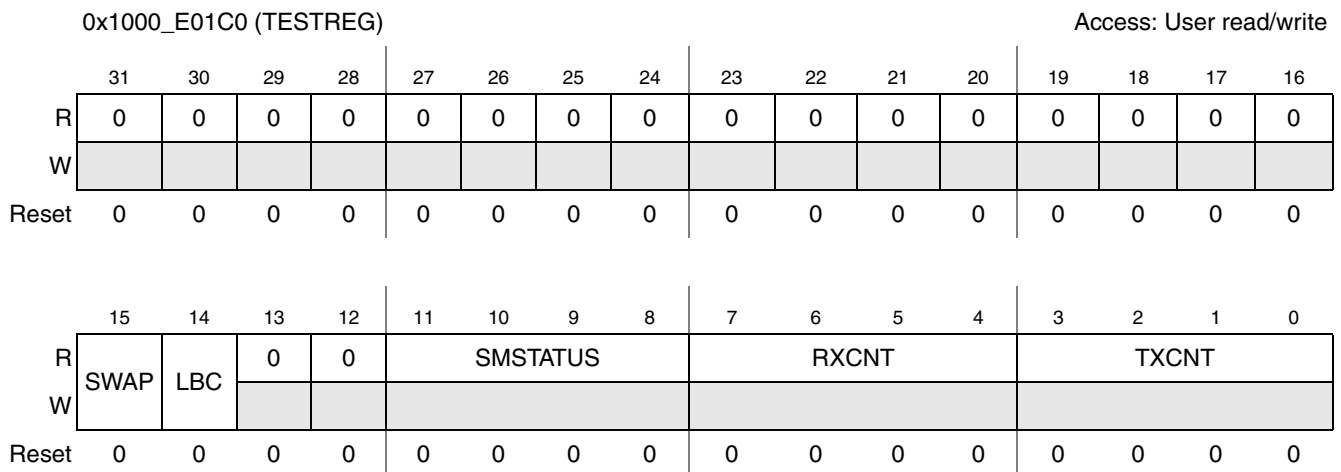 0x1000_E01C0 (TESTREG) Access: User read/write
31 30 29 28 27 26 25 24 23 22 21 20 19 18 17 16
R 0 0 0 0 0 0 0 0 0 0 0 0 0 0 0 0
W
Reset 0 0 0 0 0 0 0 0 0 0 0 0 0 0 0 0
15 14 13 12 11 10 9 8 7 6 5 4 3 2 1 0
R SWAP LBC 0 0 SMSTATUS RXCNT TXCNT
W
Reset 0 0 0 0 0 0 0 0 0 0 0 0 0 0 0 0